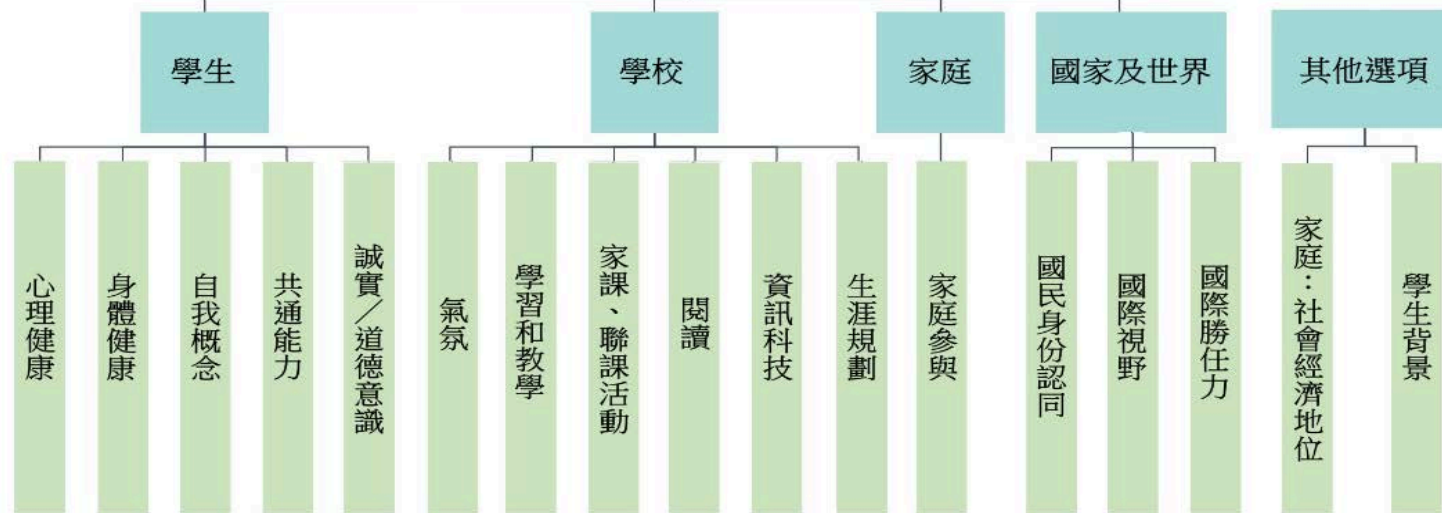 學生
學校
家庭
國家及世界
其他選項
心理健康
身體健康
自我概念
共通能力
誠實／道德意識
氣氛
學習和教學
家課、聯課活動
閱讀
資訊科技
生涯規劃
家庭參與
國民身份認同
國際視野
國際勝任力
家庭：社會經濟地位
學生背景